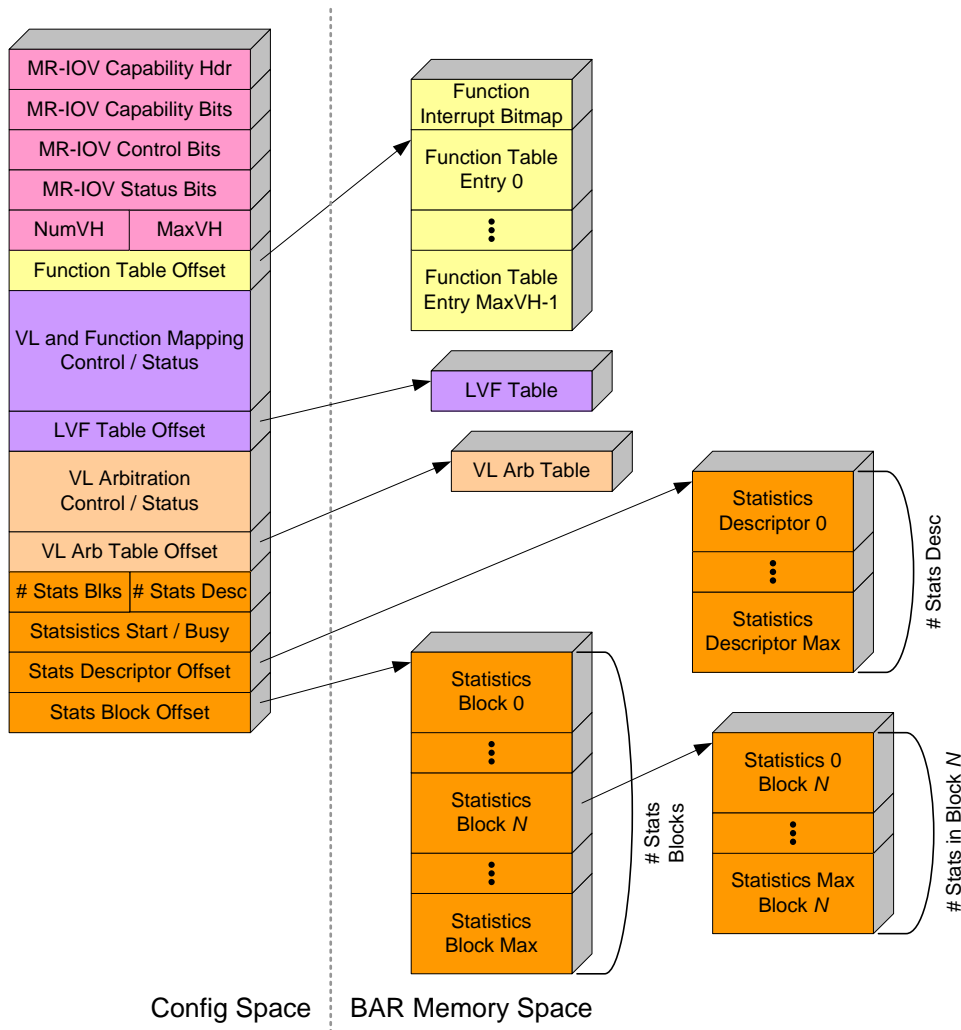 MR-IOV Capability Hdr
MR-IOV Capability Bits
MR-IOV Control Bits
MR-IOV Status Bits
NumVH
MaxVH
Function Table Offset
VL and Function Mapping
Control / Status
LVF Table Offset
VL Arbitration
Control / Status
VL Arb Table Offset
# Stats Blks
# Stats Desc
Statsistics Start / Busy
Stats Descriptor Offset
Stats Block Offset
Function
Interrupt Bitmap
Function Table
Entry 0
Function Table
Entry MaxVH-1
LVF Table
VL Arb Table
Statistics
Descriptor 0
Statistics
Descriptor Max
# Stats Desc
Statistics
Block 0
Statistics
Block N
Statistics
Block Max
# Stats
Blocks
Statistics 0
Block N
Statistics Max
Block N
# Stats in Block N
Config Space
BAR Memory Space